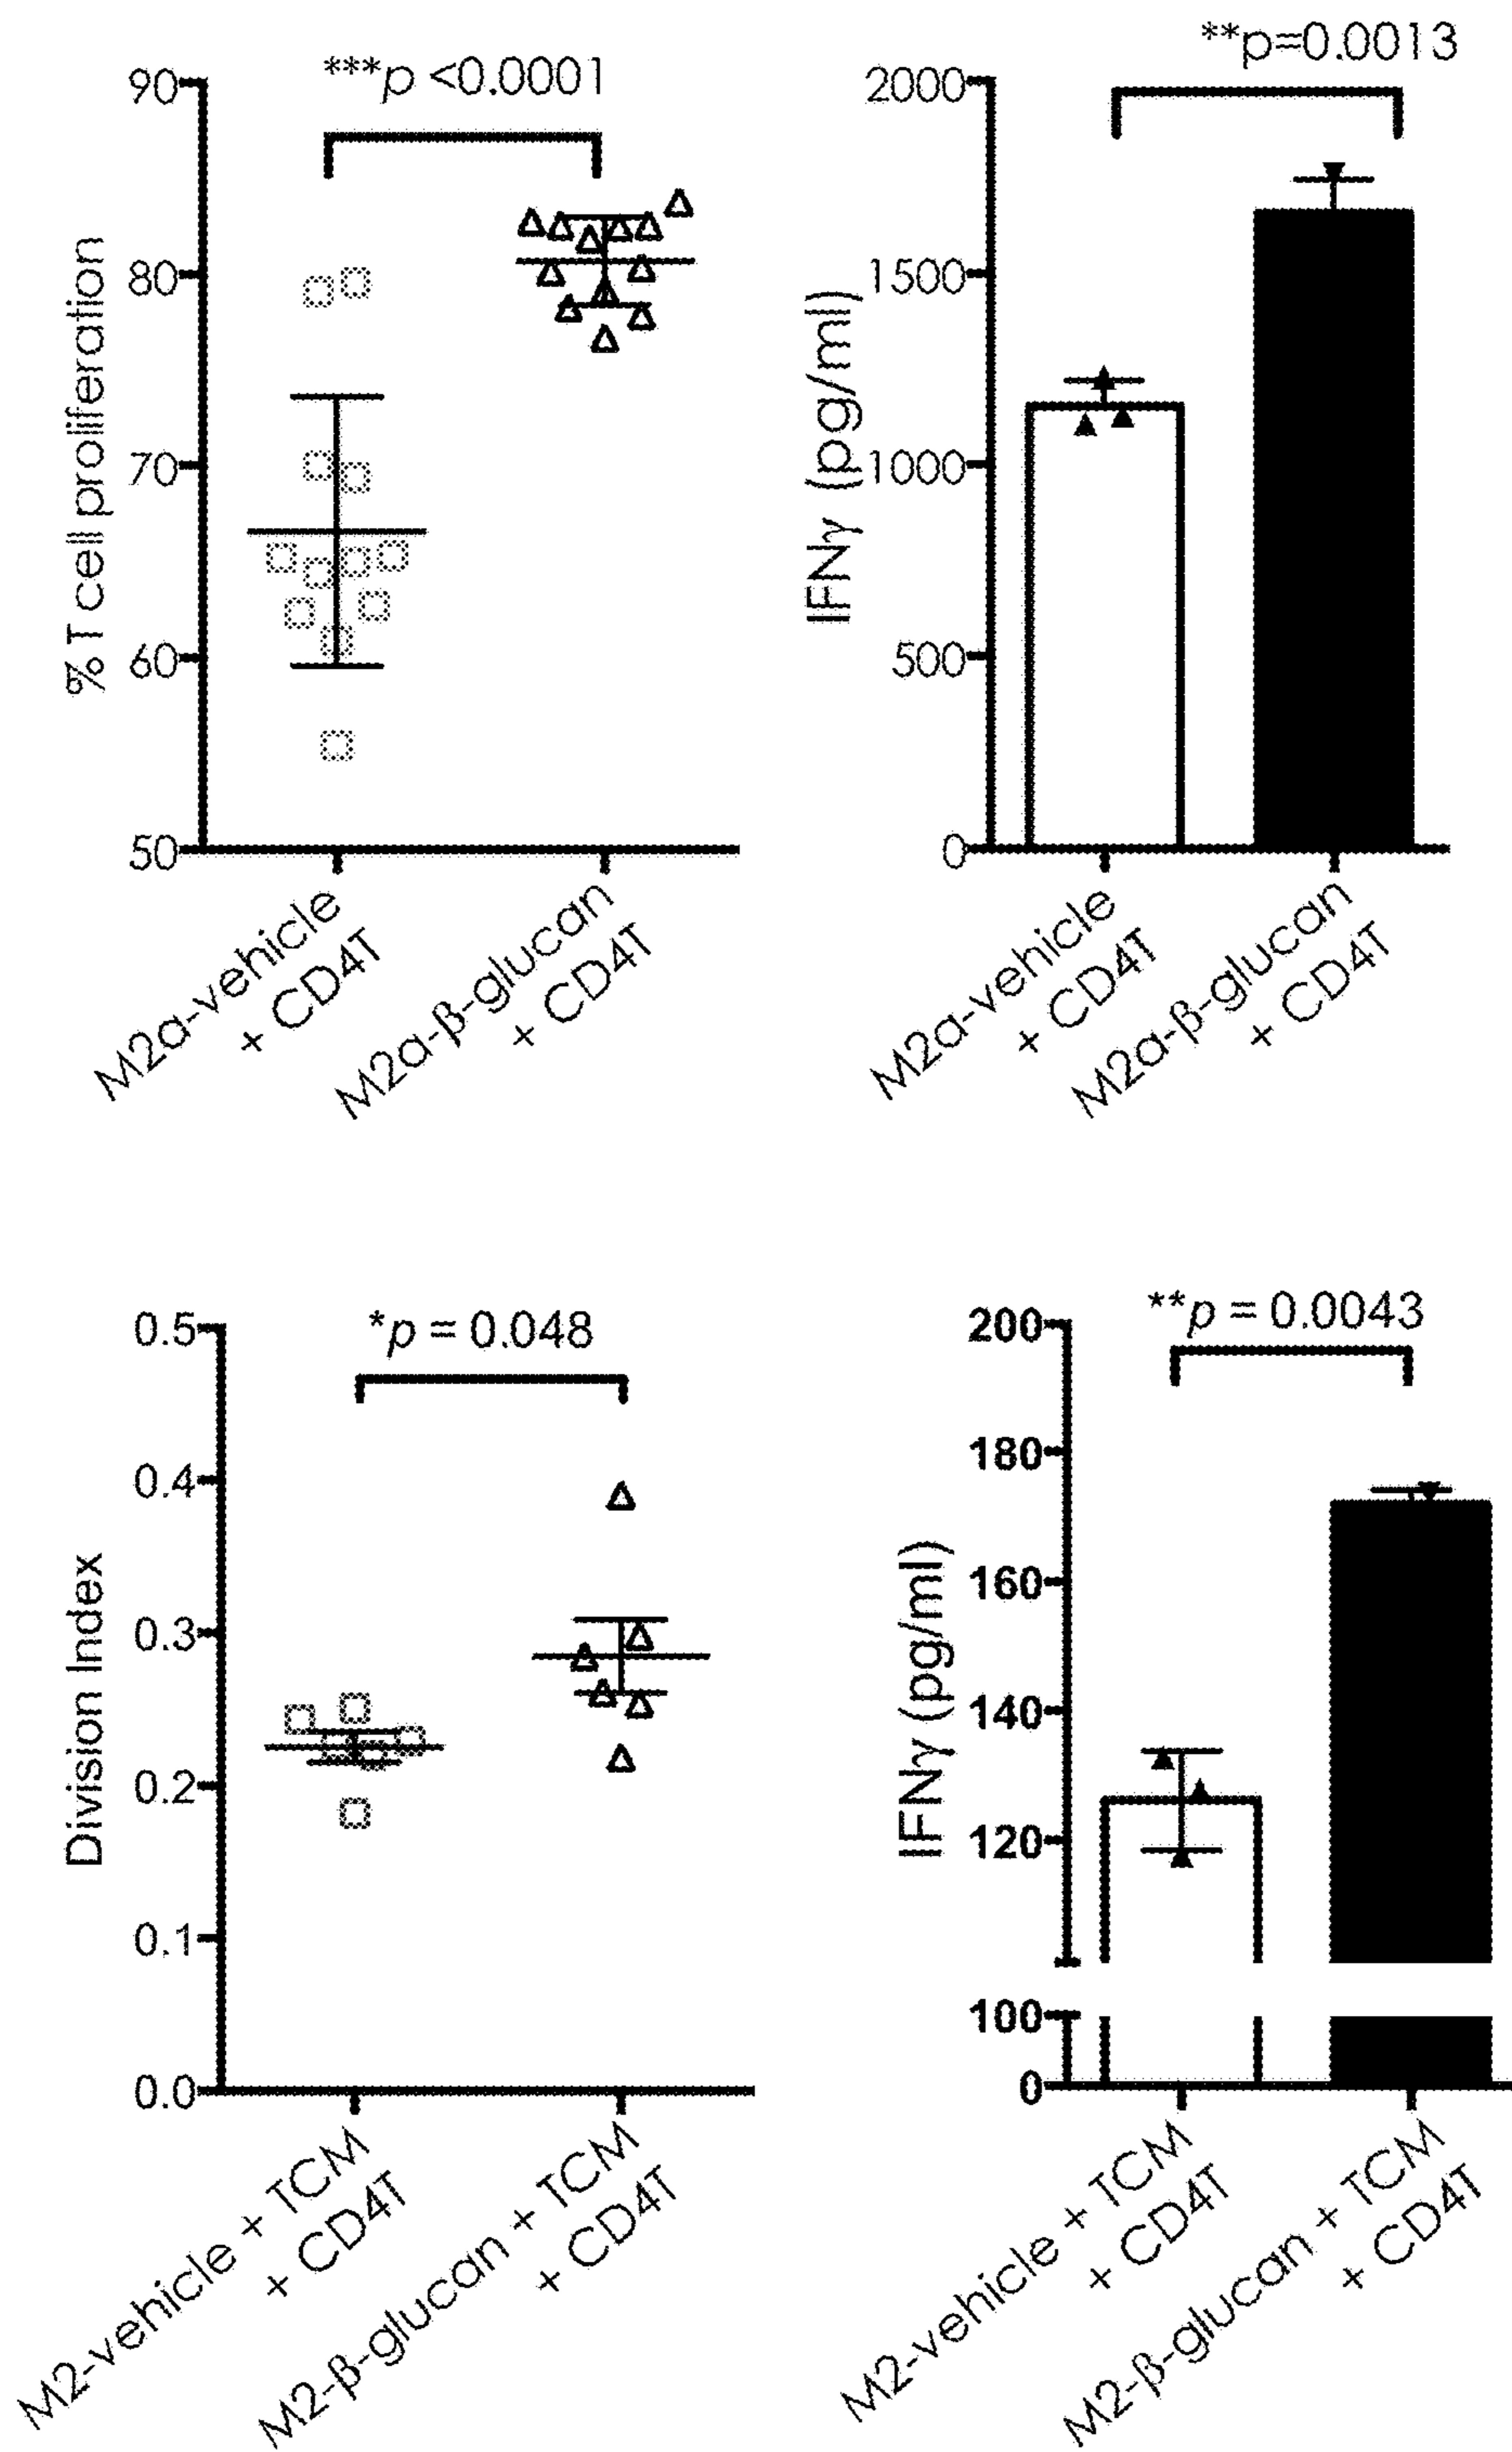 ***p <0.0001
90
80
70
60
50
% T cell proliferation
M2a-vehicle
+ CD4T
M2a-β-glucan
+ CD4T
**p=0.0013
2000
1500
1000
500
0
IFNγ (pg/ml)
M2a-vehicle
+ CD4T
M2a-β-glucan
+ CD4T
*p = 0.048
0.5
0.4
0.3
0.2
0.1
0.0
Division Index
M2-vehicle + TCM
+ CD4T
M2-β-glucan + TCM
+ CD4T
**p = 0.0043
200
180
160
140
120
100
0
IFNγ (pg/ml)
M2-vehicle + TCM
+ CD4T
M2-β-glucan + TCM
+ CD4T